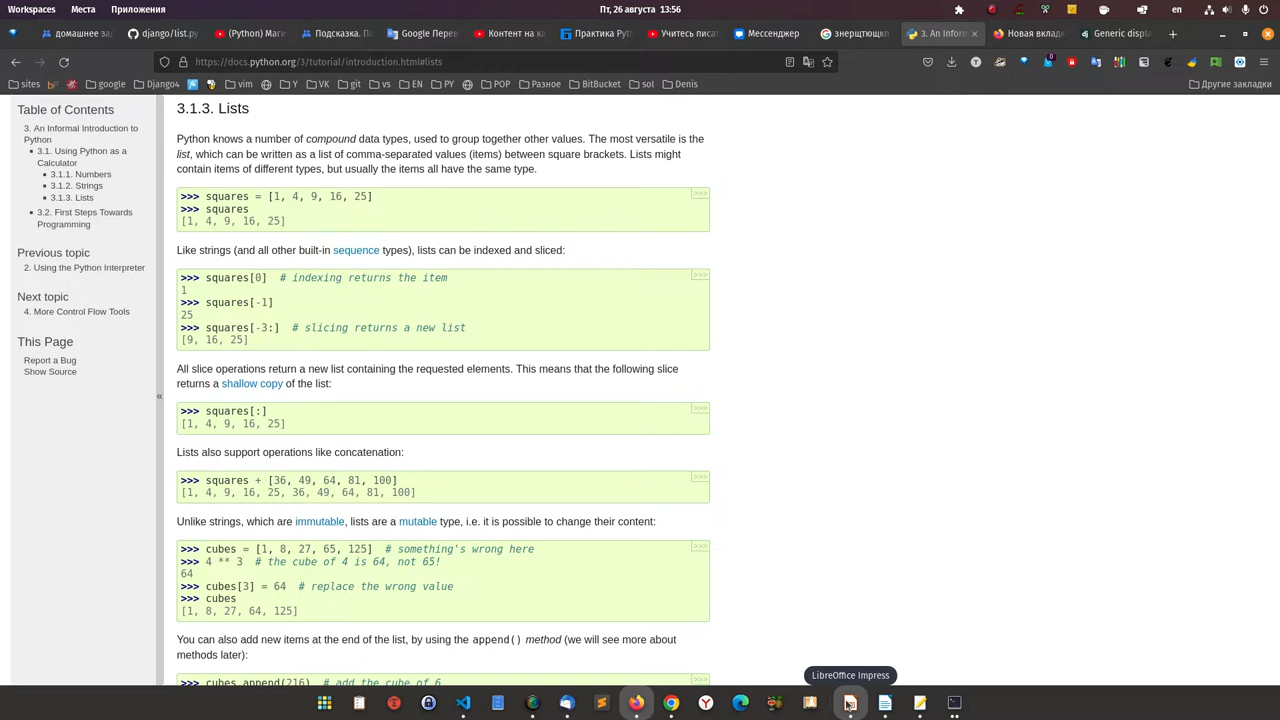 Workspaces Места Приложения Пт, 26 августа 13:56 en
домашнее зад django/list.py (Python) Маги Подсказка. По Google Перев Контент на ка Практика Pyt Учитесь писат Мессенджер знерщтющкп 3. An Inform Новая вкладк Generic displa
https://docs.python.org/3/tutorial/introduction.html#lists
sites google Django4 vim Y VK git vs EN PY POP Разное BitBucket sol Denis Другие закладки
Table of Contents
3. An Informal Introduction to
Python
3.1. Using Python as a
Calculator
3.1.1. Numbers
3.1.2. Strings
3.1.3. Lists
3.2. First Steps Towards
Programming
Previous topic
2. Using the Python Interpreter
Next topic
4. More Control Flow Tools
This Page
Report a Bug
Show Source
«
3.1.3. Lists
Python knows a number of compound data types, used to group together other values. The most versatile is the
list, which can be written as a list of comma-separated values (items) between square brackets. Lists might
contain items of different types, but usually the items all have the same type.
>>>
>>> squares = [1, 4, 9, 16, 25]
>>> squares
[1, 4, 9, 16, 25]
Like strings (and all other built-in sequence types), lists can be indexed and sliced:
>>>
>>> squares[0] # indexing returns the item
1
>>> squares[-1]
25
>>> squares[-3:] # slicing returns a new list
[9, 16, 25]
All slice operations return a new list containing the requested elements. This means that the following slice
returns a shallow copy of the list:
>>>
>>> squares[:]
[1, 4, 9, 16, 25]
Lists also support operations like concatenation:
>>>
>>> squares + [36, 49, 64, 81, 100]
[1, 4, 9, 16, 25, 36, 49, 64, 81, 100]
Unlike strings, which are immutable, lists are a mutable type, i.e. it is possible to change their content:
>>>
>>> cubes = [1, 8, 27, 65, 125] # something's wrong here
>>> 4 ** 3 # the cube of 4 is 64, not 65!
64
>>> cubes[3] = 64 # replace the wrong value
>>> cubes
[1, 8, 27, 64, 125]
You can also add new items at the end of the list, by using the append() method (we will see more about
methods later):
>>>
>>> cubes.append(216) # add the cube of 6
LibreOffice Impress